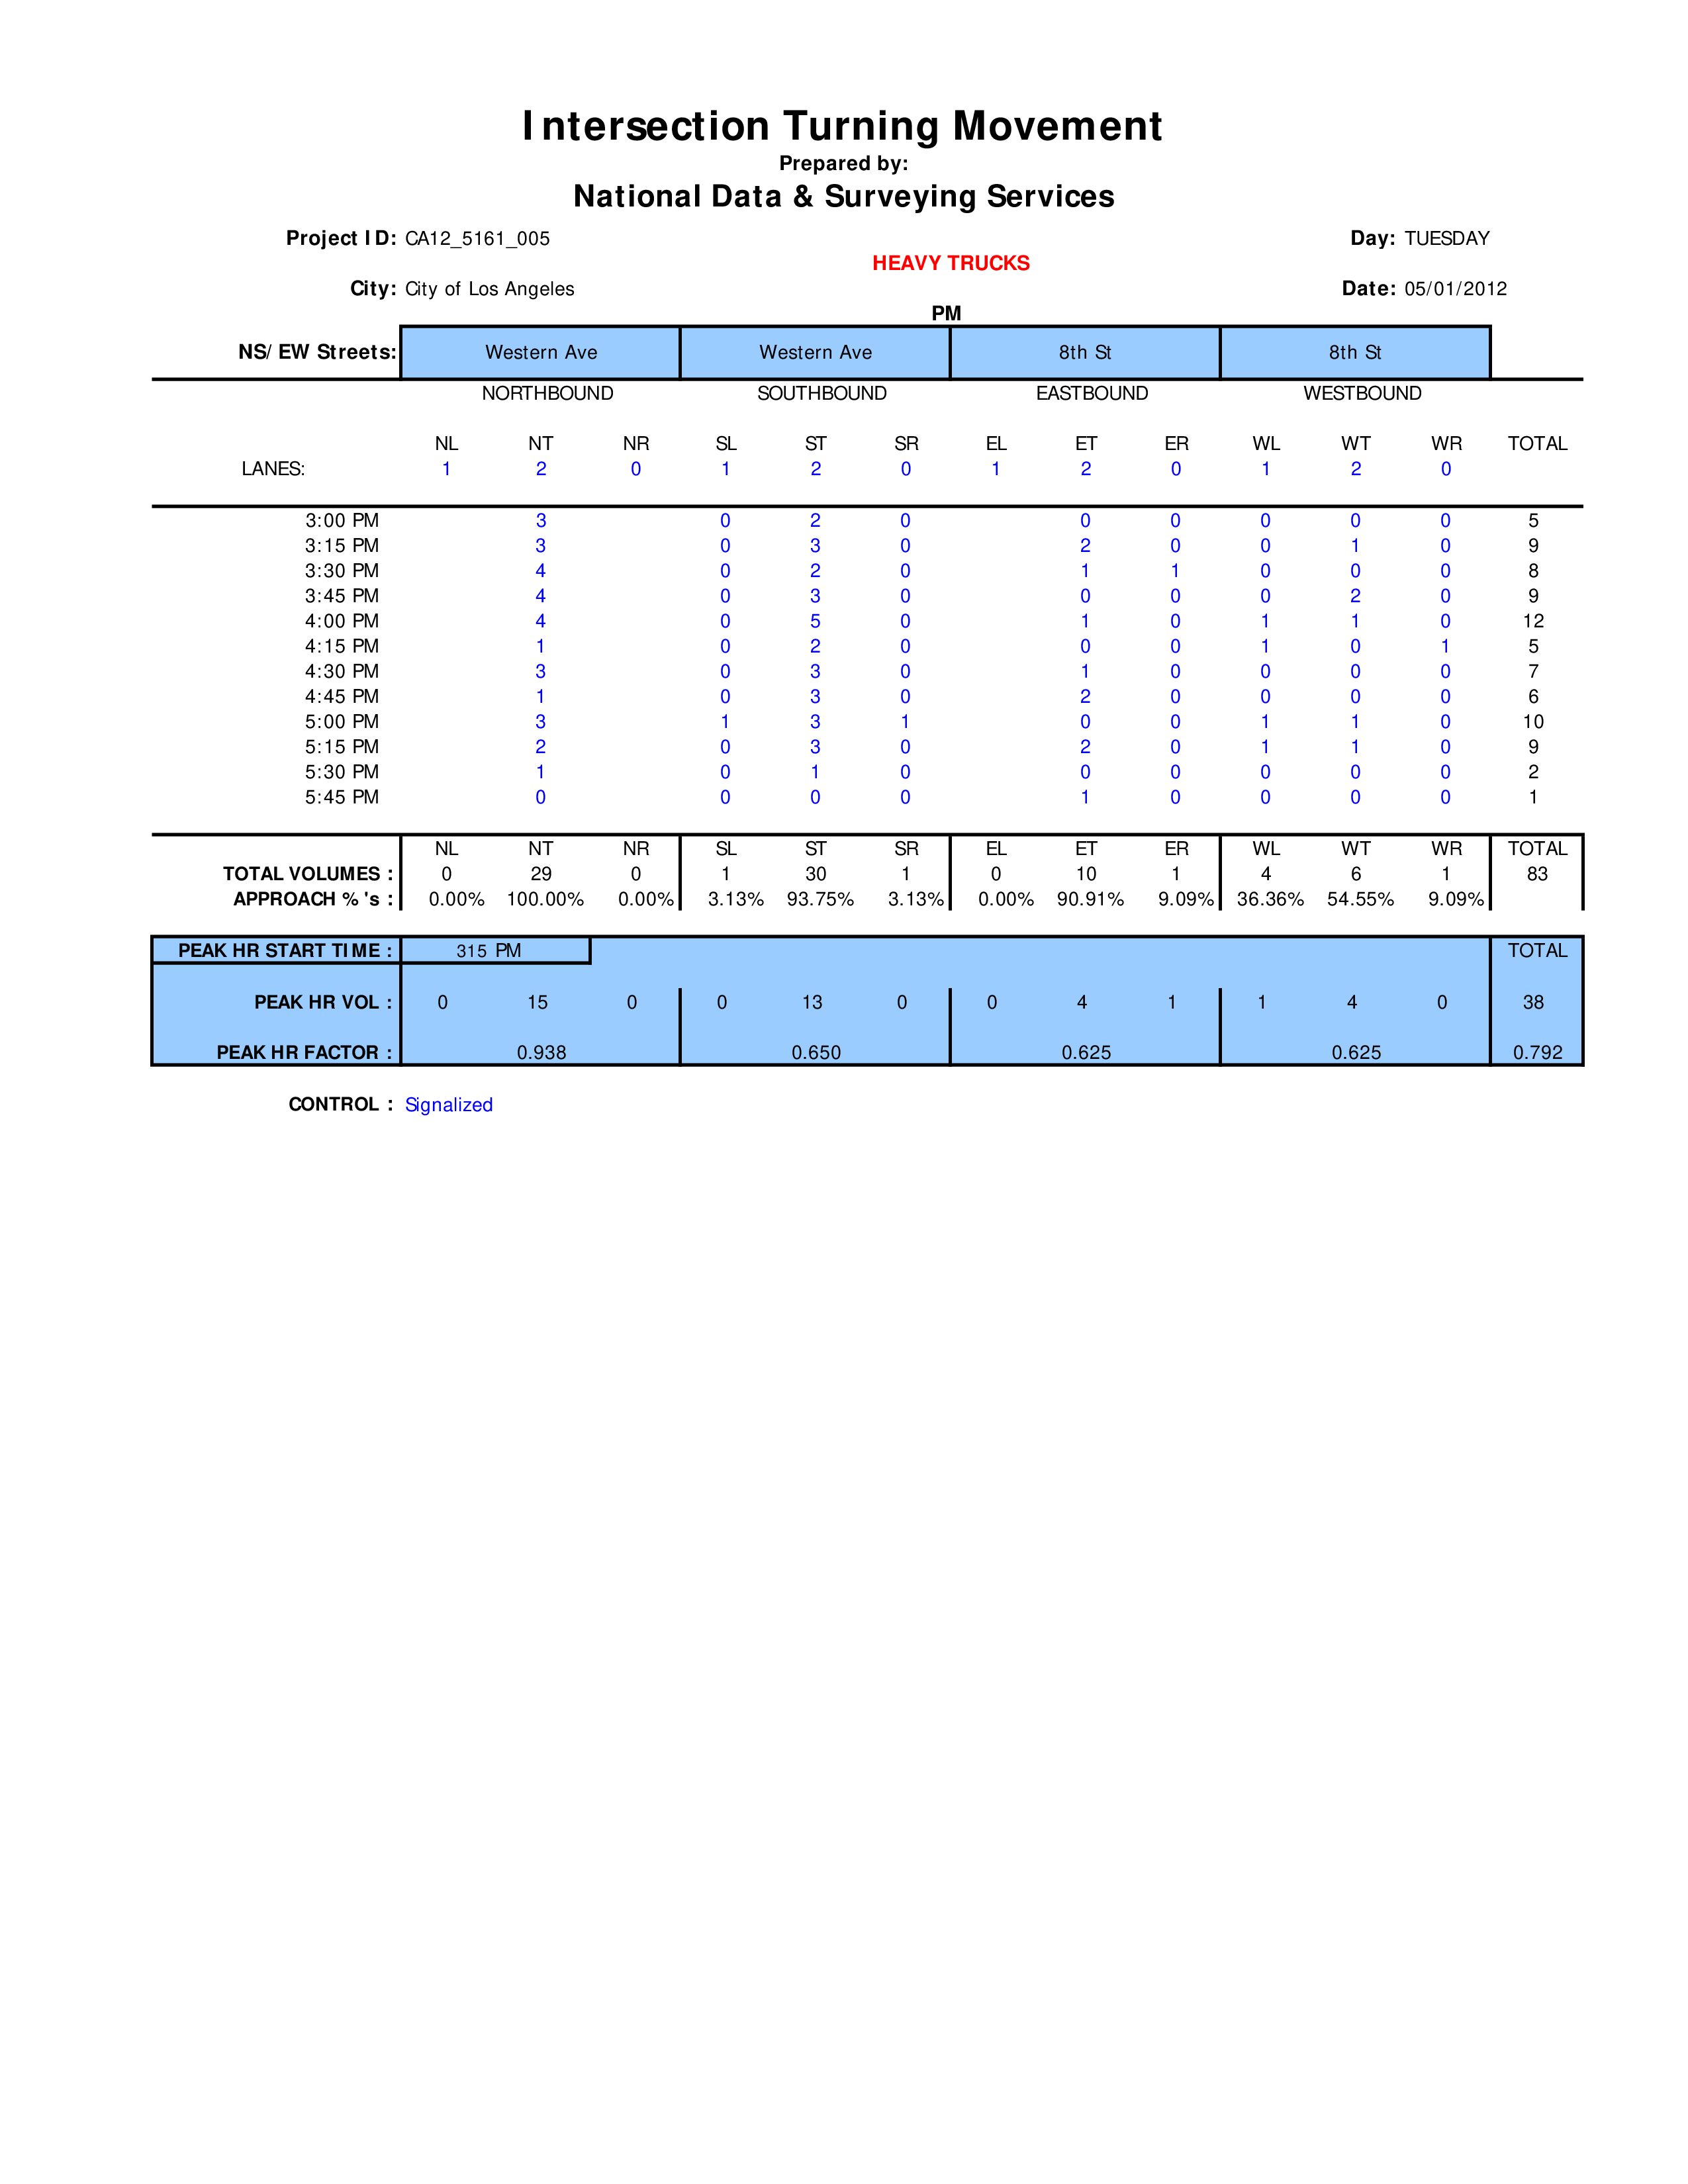 Intersection Turning Movement
Prepared by:
National Data & Surveying Services
Project ID: CA12_5161_005 Day: TUESDAY
HEAVY TRUCKS
City: City of Los Angeles Date: 05/01/2012
PM
NS/EW Streets: Western Ave Western Ave 8th St 8th St
NORTHBOUND SOUTHBOUND EASTBOUND WESTBOUND
NL NT NR SL ST SR EL ET ER WL WT WR TOTAL
LANES: 1 2 0 1 2 0 1 2 0 1 2 0
3:00 PM 3 0 2 0 0 0 0 0 0 5
3:15 PM 3 0 3 0 2 0 0 1 0 9
3:30 PM 4 0 2 0 1 1 0 0 0 8
3:45 PM 4 0 3 0 0 0 0 2 0 9
4:00 PM 4 0 5 0 1 0 1 1 0 12
4:15 PM 1 0 2 0 0 0 1 0 1 5
4:30 PM 3 0 3 0 1 0 0 0 0 7
4:45 PM 1 0 3 0 2 0 0 0 0 6
5:00 PM 3 1 3 1 0 0 1 1 0 10
5:15 PM 2 0 3 0 2 0 1 1 0 9
5:30 PM 1 0 1 0 0 0 0 0 0 2
5:45 PM 0 0 0 0 1 0 0 0 0 1
NL NT NR SL ST SR EL ET ER WL WT WR TOTAL
TOTAL VOLUMES : 0 29 0 1 30 1 0 10 1 4 6 1 83
APPROACH %'s : 0.00% 100.00% 0.00% 3.13% 93.75% 3.13% 0.00% 90.91% 9.09% 36.36% 54.55% 9.09%
PEAK HR START TIME : 315 PM TOTAL
PEAK HR VOL : 0 15 0 0 13 0 0 4 1 1 4 0 38
PEAK HR FACTOR : 0.938 0.650 0.625 0.625 0.792
CONTROL : Signalized